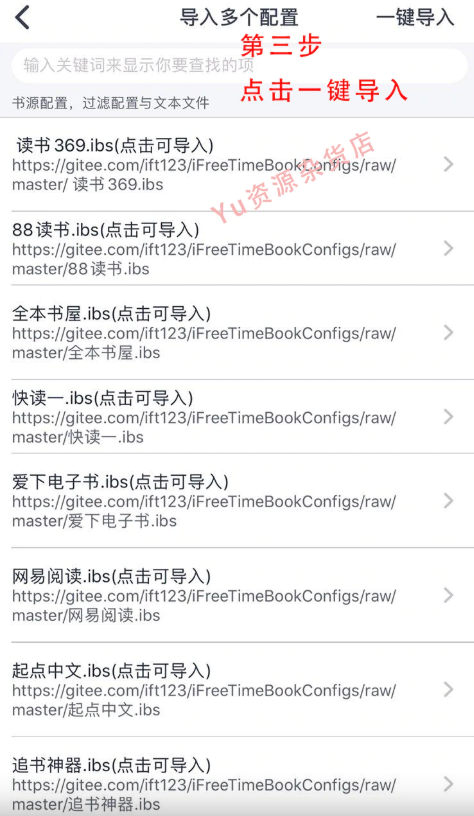 导入多个配置
一键导入
第三步
输入关键词来显示你要查找的项
点击一键导入
书源配置，过滤配置与文本文件
读书369.ibs(点击可导入)
https://gitee.com/ift123/iFreeTimeBookConfigs/raw/
master/ 读书369.ibs
Yu资源杂货店
88读书.ibs(点击可导入)
https://gitee.com/ift123/iFreeTimeBookConfigs/raw/
master/88读书.ibs
全本书屋.ibs(点击可导入)
https://gitee.com/ift123/iFreeTimeBookConfigs/raw/
master/全本书屋.ibs
快读一.ibs(点击可导入)
https://gitee.com/ift123/iFreeTimeBookConfigs/raw/
master/快读一.ibs
爱下电子书.ibs(点击可导入)
https://gitee.com/ift123/iFreeTimeBookConfigs/raw/
master/爱下电子书.ibs
网易阅读.ibs(点击可导入)
https://gitee.com/ift123/iFreeTimeBookConfigs/raw/
master/网易阅读.ibs
起点中文.ibs(点击可导入)
https://gitee.com/ift123/iFreeTimeBookConfigs/raw/
master/起点中文.ibs
追书神器.ibs(点击可导入)
https://gitee.com/ift123/iFreeTimeBookConfigs/raw/
master/追书神器.ibs